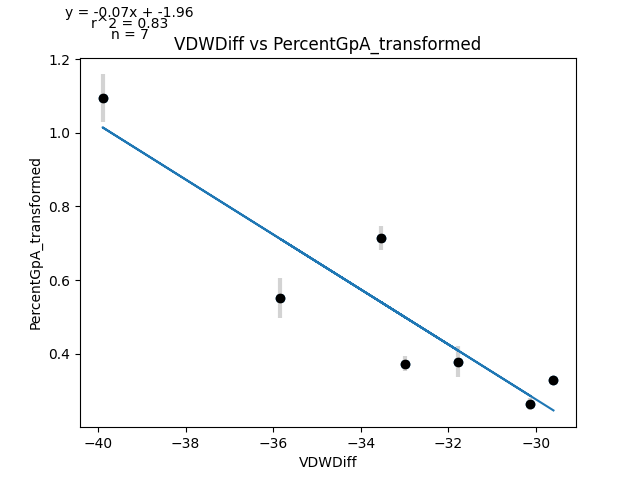 y = -0.07x + -1.96
r^2 = 0.83
n = 7
VDWDiff vs PercentGpA_transformed
1.2
1.0
0.8
0.6
0.4
PercentGpA_transformed
−40 −38 −36 −34 −32 −30
VDWDiff